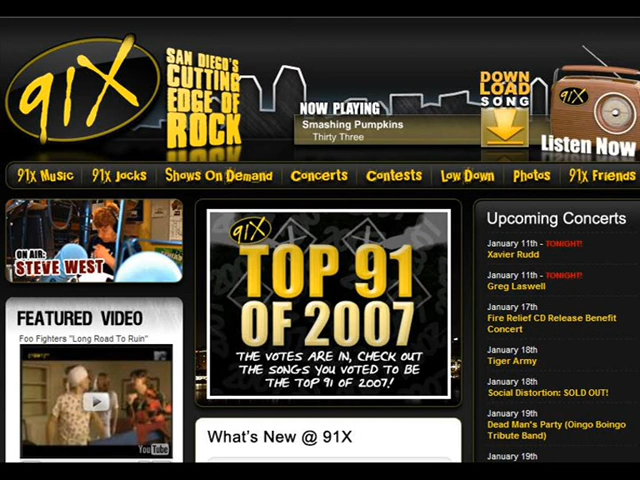 91X
SAN DIEGO'S
CUTTING
EDGE OF
ROCK
NOW PLAYING
Smashing Pumpkins
Thirty Three
DOWN
LOAD
SONG
91X
Listen Now
91x Music
91x Jocks
Shows On Demand
Concerts
Contests
Low Down
Photos
91X Friends
ON AIR:
STEVE WEST
FEATURED VIDEO
Foo Fighters "Long Road To Ruin"
YouTube
91X
TOP 91
OF 2007
THE VOTES ARE IN, CHECK OUT
THE SONGS YOU VOTED TO BE
THE TOP 91 OF 2007!
What's New @ 91X
Upcoming Concerts
January 11th - TONIGHT!
Xavier Rudd
January 11th - TONIGHT!
Greg Laswell
January 17th
Fire Relief CD Release Benefit
Concert
January 18th
Tiger Army
January 18th
Social Distortion: SOLD OUT!
January 19th
Dead Man's Party (Oingo Boingo
Tribute Band)
January 19th